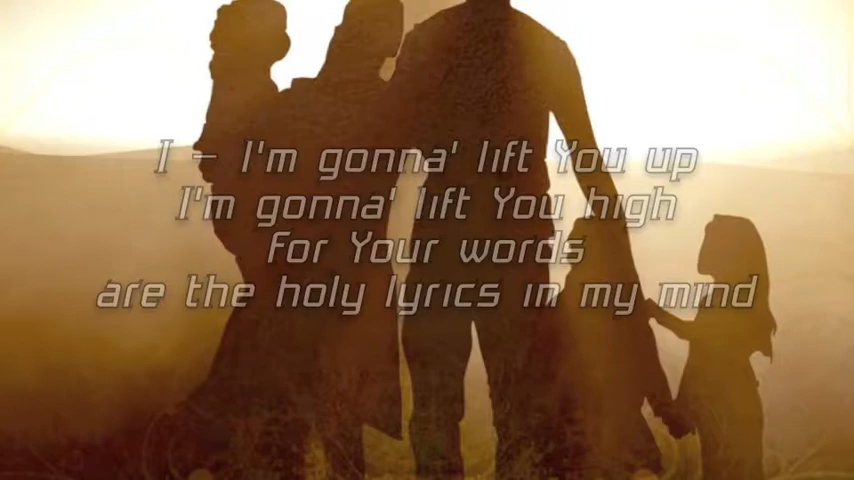 I - I'm gonna' lift You up
I'm gonna' lift You high
For Your words
are the holy lyrics in my mind